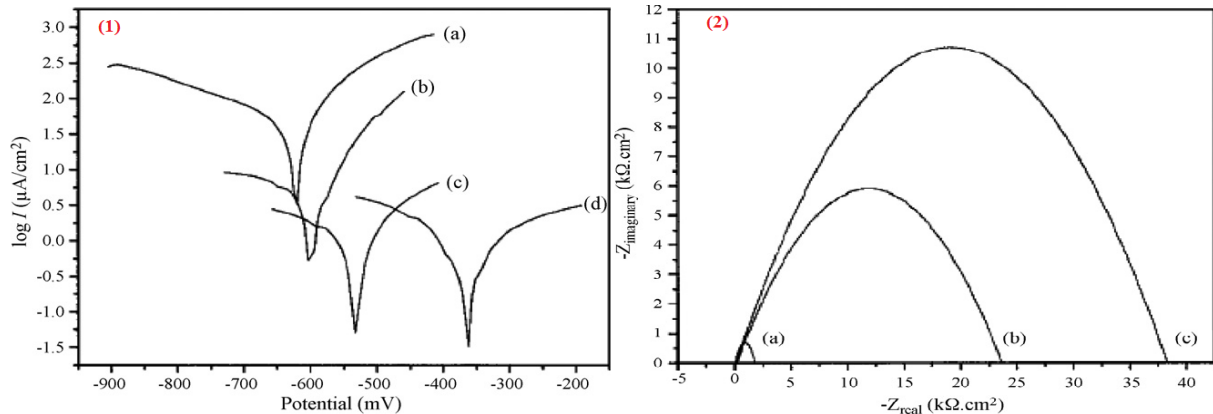 (1)
3.0
2.5
2.0
1.5
1.0
0.5
0.0
-0.5
-1.0
-1.5
log I (μA/cm²)
(a)
(b)
(c)
(d)
-900 -800 -700 -600 -500 -400 -300 -200
Potential (mV)
(2)
12
11
10
9
8
7
6
5
4
3
2
1
0
-Zimaginary (kΩ.cm²)
(a)
(b)
(c)
-5 0 5 10 15 20 25 30 35 40
-Zreal (kΩ.cm²)